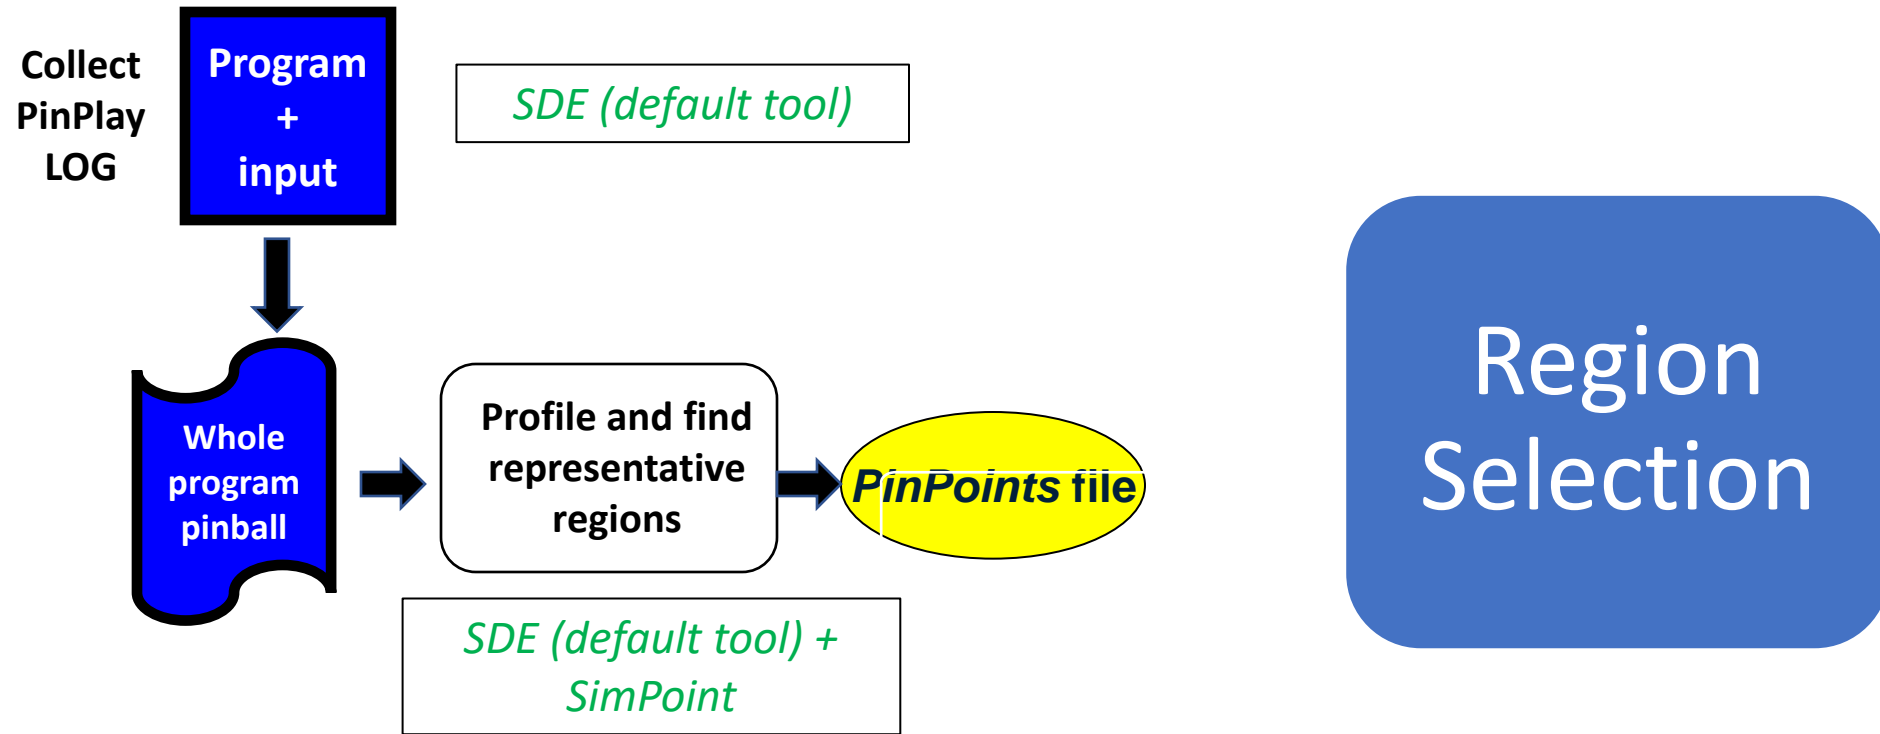 Collect
PinPlay
LOG
Program
+
input
SDE (default tool)
Whole
program
pinball
Profile and find
representative
regions
PinPoints file
SDE (default tool) +
SimPoint
Region
Selection